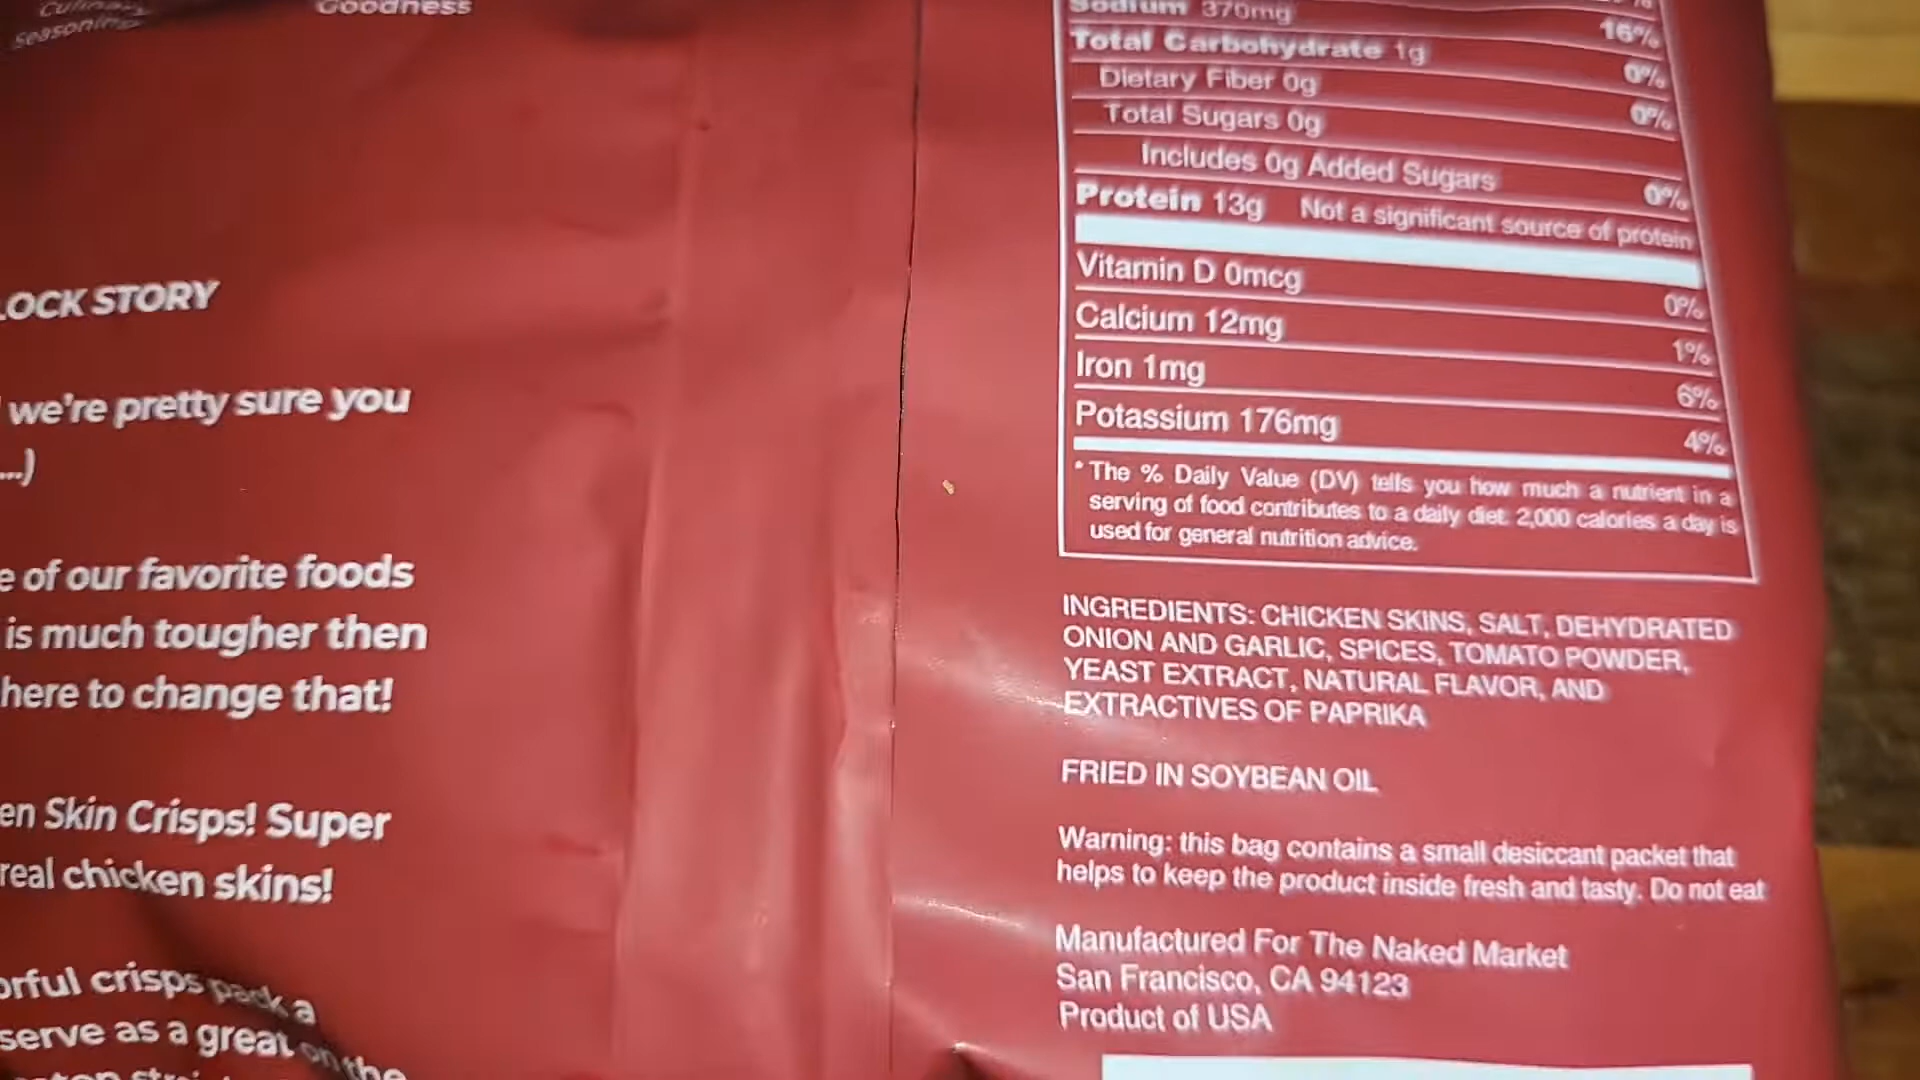 Culinary
Seasoning
Goodness
LOCK STORY
we're pretty sure you
...)
e of our favorite foods
is much tougher then
here to change that!
en Skin Crisps! Super
real chicken skins!
orful crisps pack a
serve as a great on the
Sodium 370mg 16%
Total Carbohydrate 1g 0%
Dietary Fiber 0g 0%
Total Sugars 0g
Includes 0g Added Sugars 0%
Protein 13g Not a significant source of protein
Vitamin D 0mcg 0%
Calcium 12mg 1%
Iron 1mg 6%
Potassium 176mg 4%
* The % Daily Value (DV) tells you how much a nutrient in a
serving of food contributes to a daily diet. 2,000 calories a day is
used for general nutrition advice.
INGREDIENTS: CHICKEN SKINS, SALT, DEHYDRATED
ONION AND GARLIC, SPICES, TOMATO POWDER,
YEAST EXTRACT, NATURAL FLAVOR, AND
EXTRACTIVES OF PAPRIKA
FRIED IN SOYBEAN OIL
Warning: this bag contains a small desiccant packet that
helps to keep the product inside fresh and tasty. Do not eat
Manufactured For The Naked Market
San Francisco, CA 94123
Product of USA